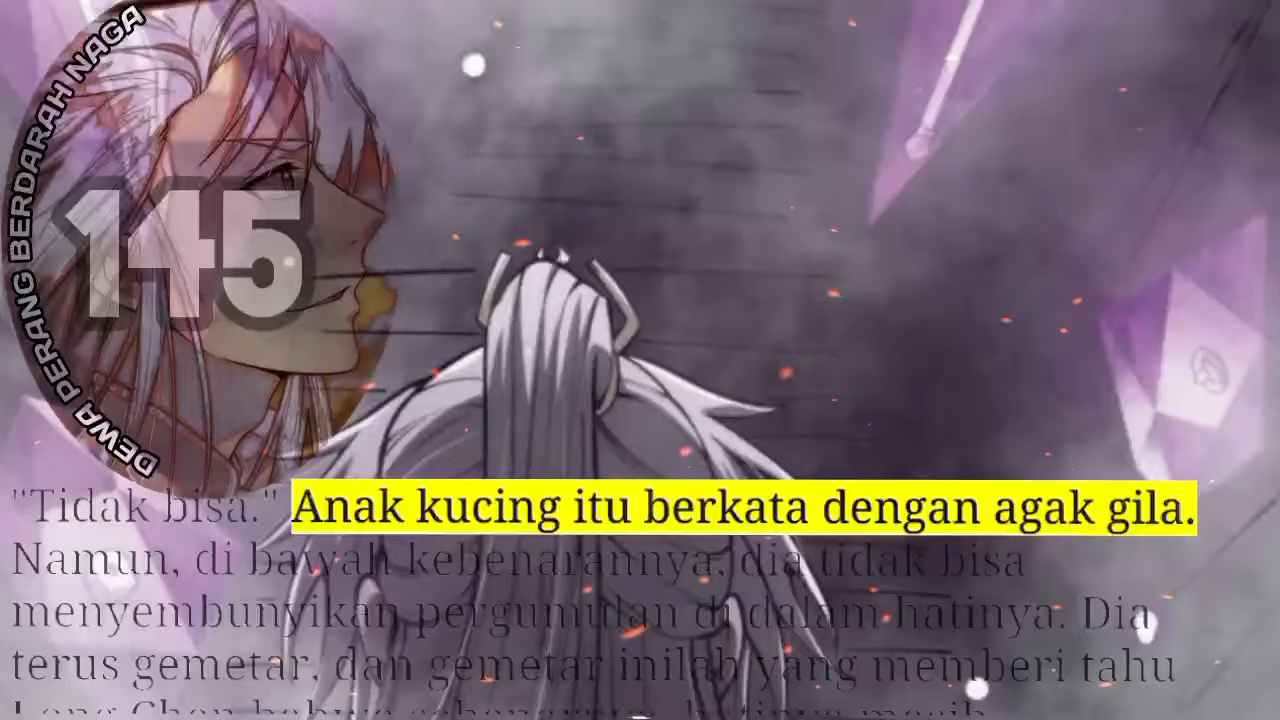 DEWA PERANG BERDARAH NAGA
145
"Tidak bisa." Anak kucing itu berkata dengan agak gila.
Namun, di bawah kebenarannya, dia tidak bisa
menyembunyikan pergumulan di dalam hatinya. Dia
terus gemetar, dan gemetar inilah yang memberi tahu